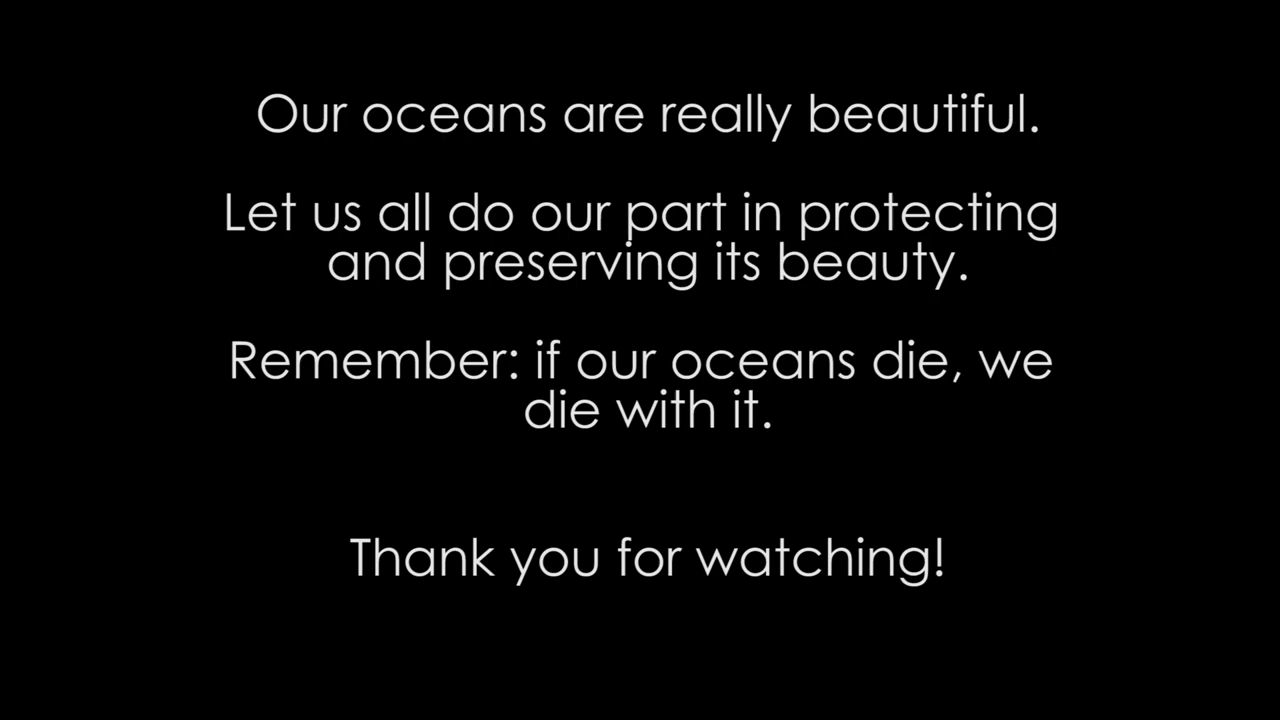 Our oceans are really beautiful.
Let us all do our part in protecting
and preserving its beauty.
Remember: if our oceans die, we
die with it.
Thank you for watching!